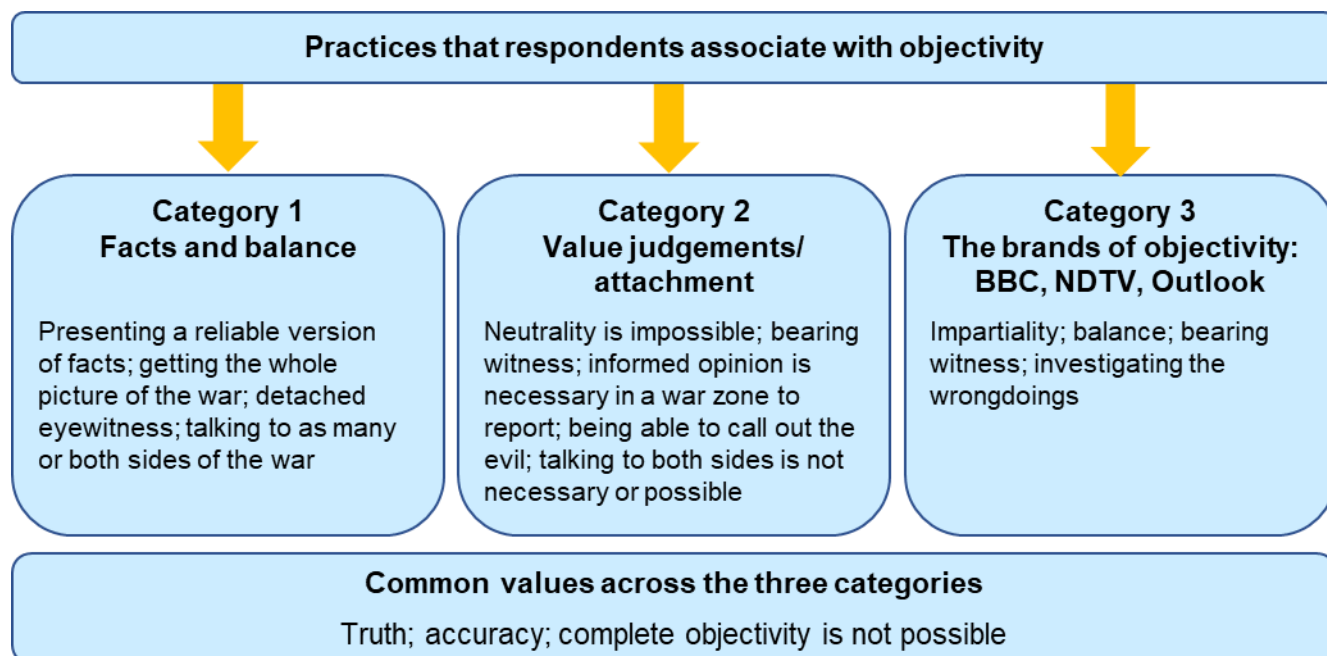 Practices that respondents associate with objectivity
Category 1
Facts and balance
Presenting a reliable version
of facts; getting the whole
picture of the war; detached
eyewitness; talking to as many
or both sides of the war
Category 2
Value judgements/
attachment
Neutrality is impossible; bearing
witness; informed opinion is
necessary in a war zone to
report; being able to call out the
evil; talking to both sides is not
necessary or possible
Category 3
The brands of objectivity:
BBC, NDTV, Outlook
Impartiality; balance; bearing
witness; investigating the
wrongdoings
Common values across the three categories
Truth; accuracy; complete objectivity is not possible